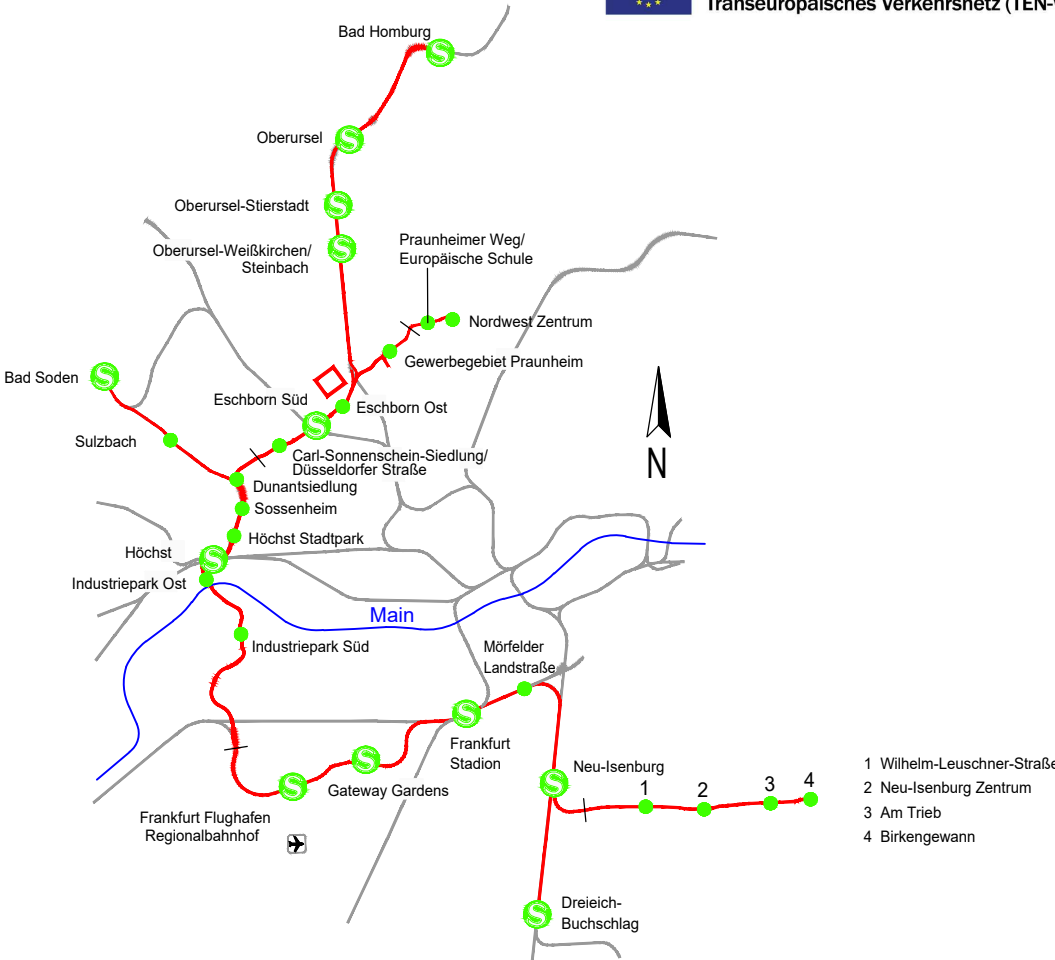 Transeuropäisches Verkehrsnetz (TEN-
Bad Homburg
Oberursel
Oberursel-Stierstadt
Oberursel-Weißkirchen/
Steinbach
Praunheimer Weg/
Europäische Schule
Nordwest Zentrum
Gewerbegebiet Praunheim
Bad Soden
Eschborn Süd
Eschborn Ost
Sulzbach
Carl-Sonnenschein-Siedlung/
Düsseldorfer Straße
Dunantsiedlung
Sossenheim
Höchst Stadtpark
Höchst
Industriepark Ost
N
Main
Industriepark Süd
Mörfelder
Landstraße
Frankfurt
Stadion
Gateway Gardens
Frankfurt Flughafen
Regionalbahnhof
Neu-Isenburg
1 2 3 4
1 Wilhelm-Leuschner-Straße
2 Neu-Isenburg Zentrum
3 Am Trieb
4 Birkengewann
Dreieich-
Buchschlag